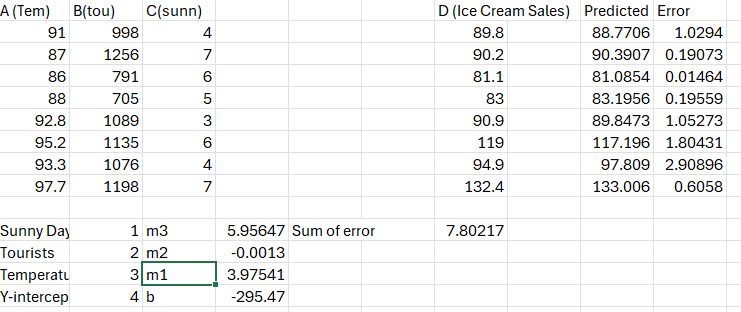 A (Tem) B(tou) C(sunn) D (Ice Cream Sales) Predicted Error
91 998 4 89.8 88.7706 1.0294
87 1256 7 90.2 90.3907 0.19073
86 791 6 81.1 81.0854 0.01464
88 705 5 83 83.1956 0.19559
92.8 1089 3 90.9 89.8473 1.05273
95.2 1135 6 119 117.196 1.80431
93.3 1076 4 94.9 97.809 2.90896
97.7 1198 7 132.4 133.006 0.6058
Sunny Day 1 m3 5.95647 Sum of error 7.80217
Tourists 2 m2 -0.0013
Temperatu 3 m1 3.97541
Y-intercep 4 b -295.47